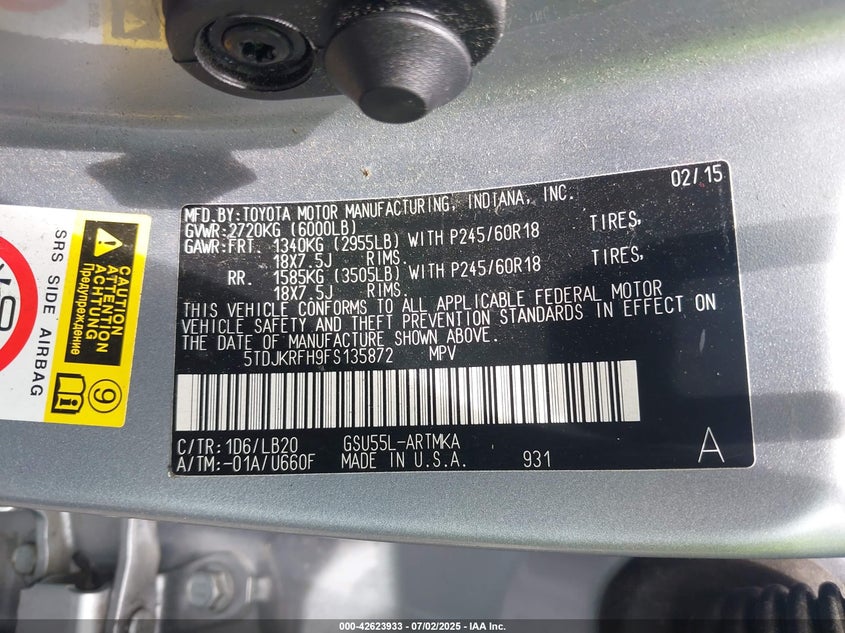 02/15
MFD.BY:TOYOTA MOTOR MANUFACTURING, INDIANA, INC.
GVWR:2720KG (6000LB)
GAWR:FRT. 1340KG (2955LB) WITH P245/60R18 TIRES,
18X7.5J RIMS.
RR. 1585KG (3505LB) WITH P245/60R18 TIRES,
18X7.5J RIMS.
THIS VEHICLE CONFORMS TO ALL APPLICABLE FEDERAL MOTOR
VEHICLE SAFETY AND THEFT PREVENTION STANDARDS IN EFFECT ON
THE DATE OF MANUFACTURE SHOWN ABOVE.
5TDJKRFH9FS135872 MPV
C/TR: 1D6/LB20 GSU55L-ARTMKA
A/TM:-01A/U660F MADE IN U.S.A. 931
A
SRS SIDE AIRBAG
CAUTION
ATTENTION
ACHTUNG
Предупреждение
9
000-42623933 - 07/02/2025 - IAA Inc.